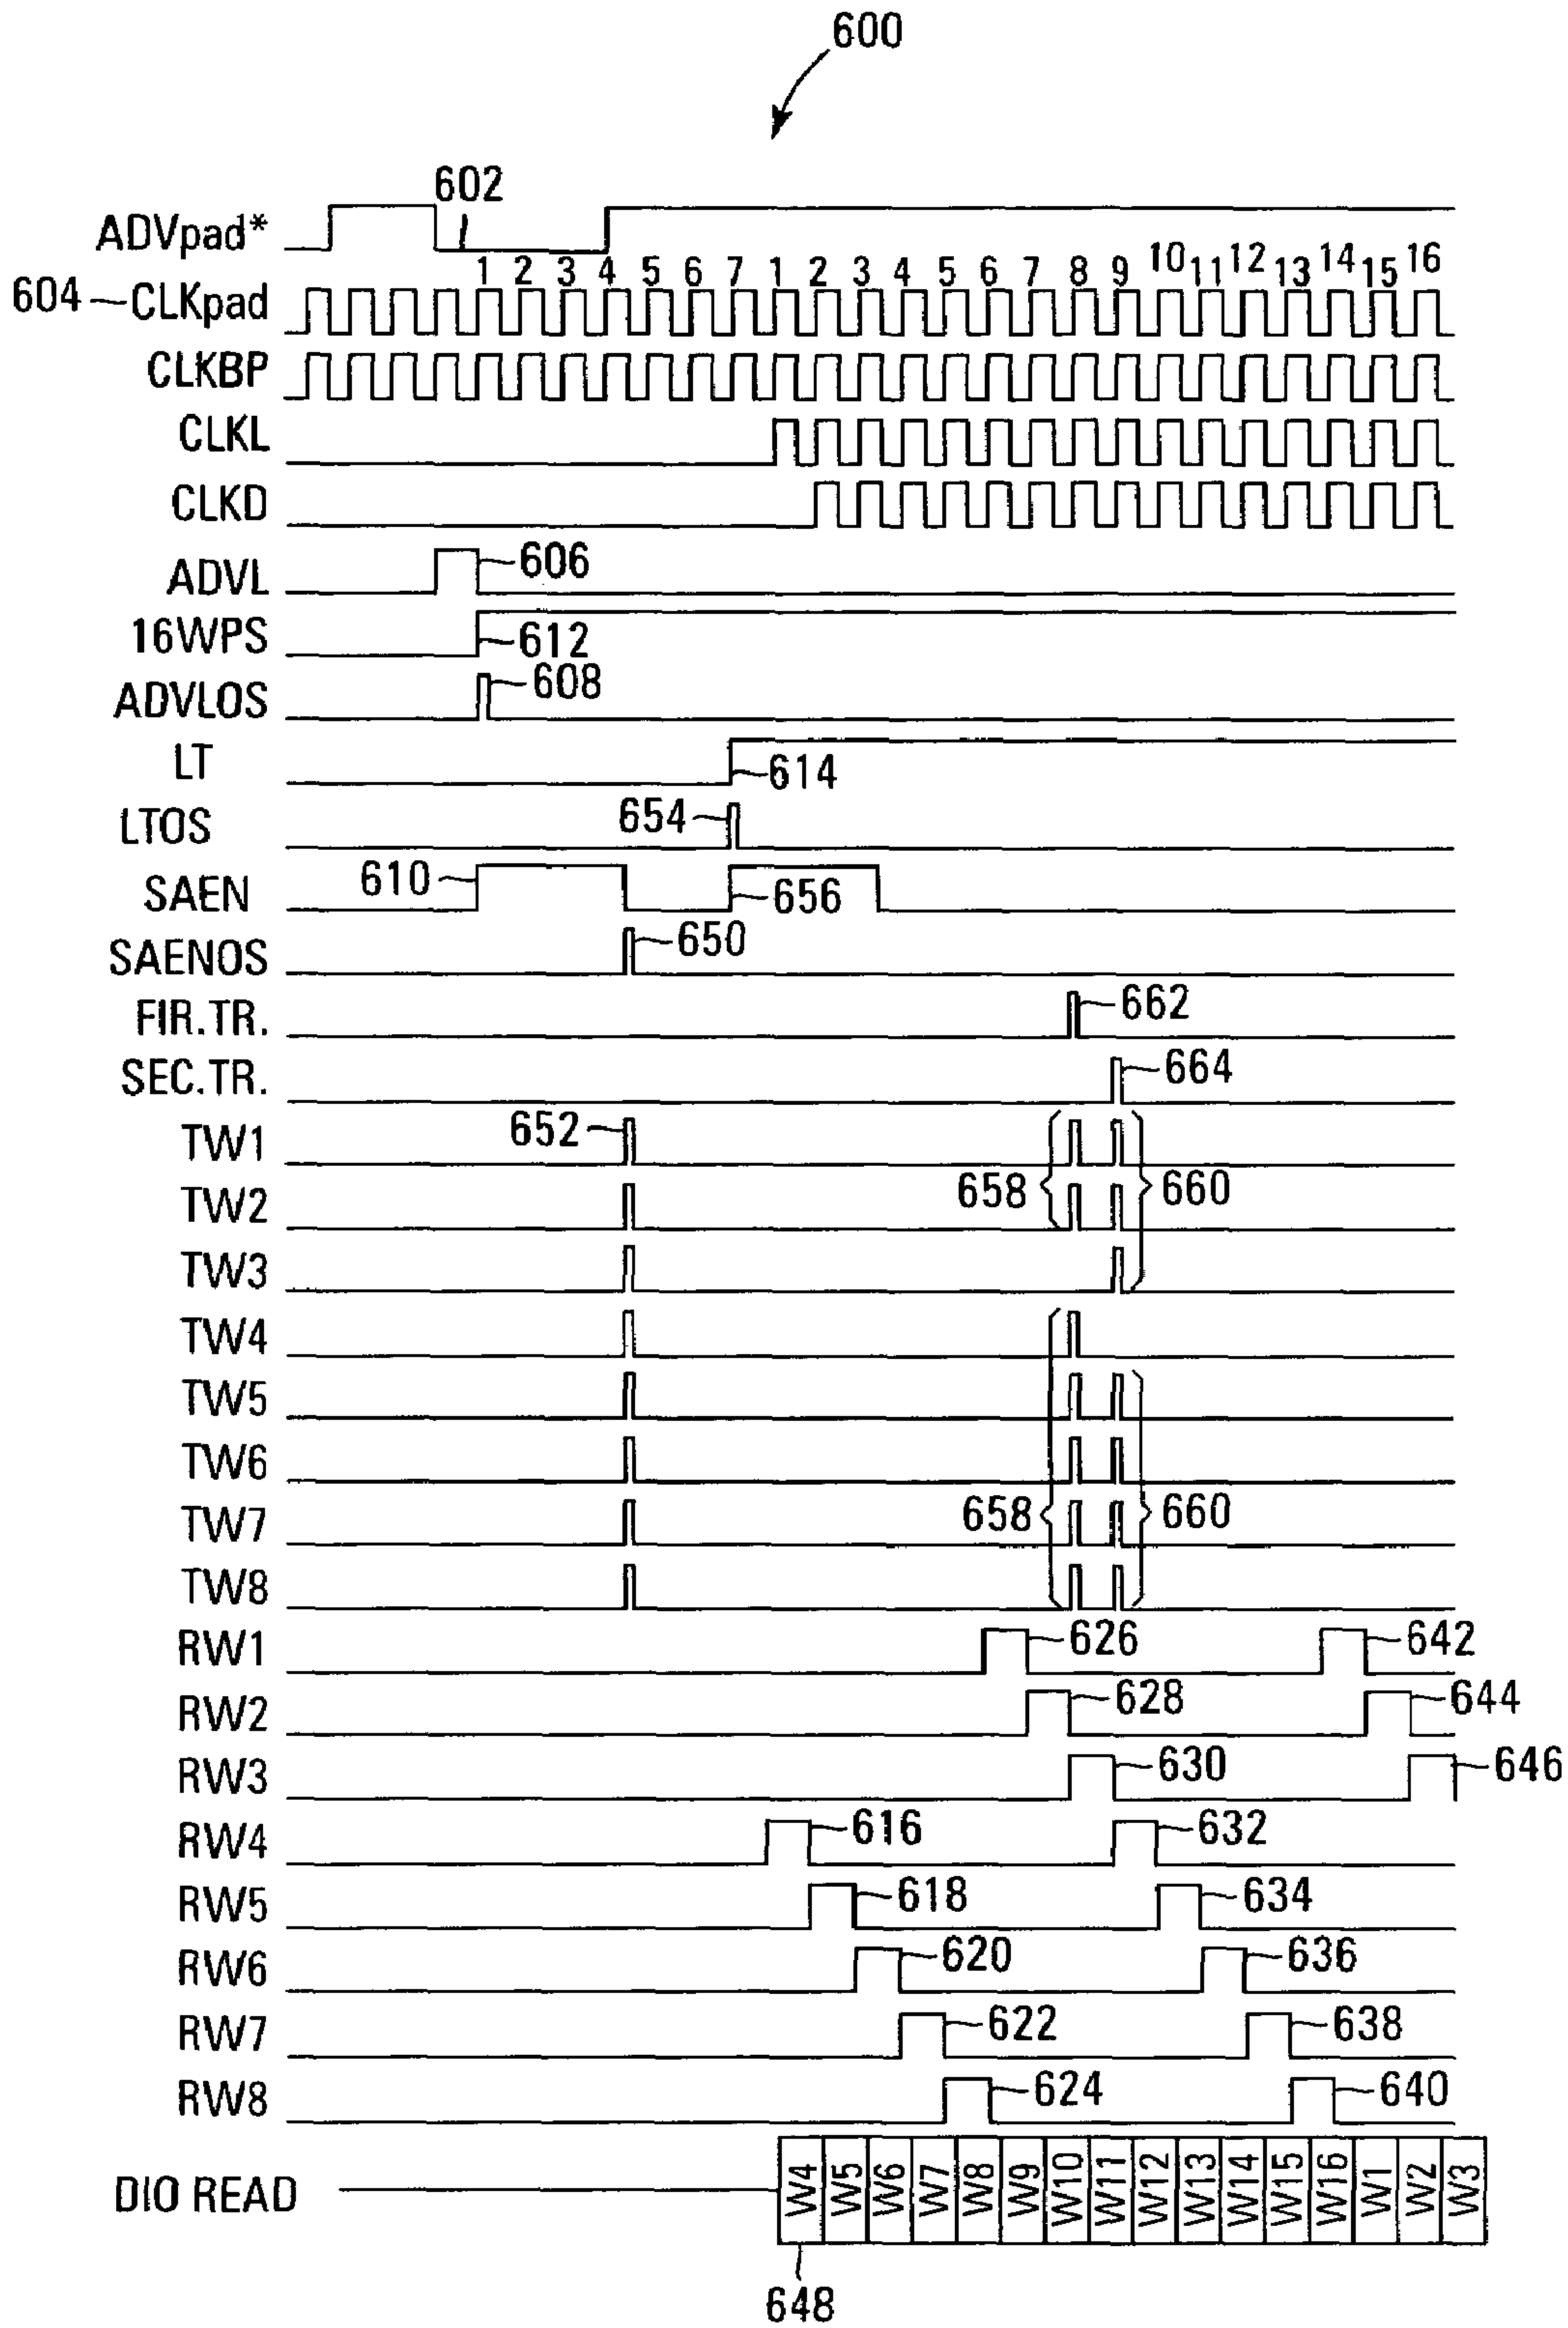 600
602
ADVpad*
1 2 3 4 5 6 7 1 2 3 4 5 6 7 8 9 10 11 12 13 14 15 16
604 CLKpad
CLKBP
CLKL
CLKD
ADVL 606
16WPS 612
ADVLOS 608
LT 614
LTOS 654
SAEN 610 656
SAENOS 650
FIR.TR. 662
SEC.TR. 664
TW1 652
TW2 658 660
TW3
TW4
TW5
TW6
TW7 658 660
TW8
RW1 626 642
RW2 628 644
RW3 630 646
RW4 616 632
RW5 618 634
RW6 620 636
RW7 622 638
RW8 624 640
DIO READ W4 W5 W6 W7 W8 W9 W10 W11 W12 W13 W14 W15 W16 W1 W2 W3
648